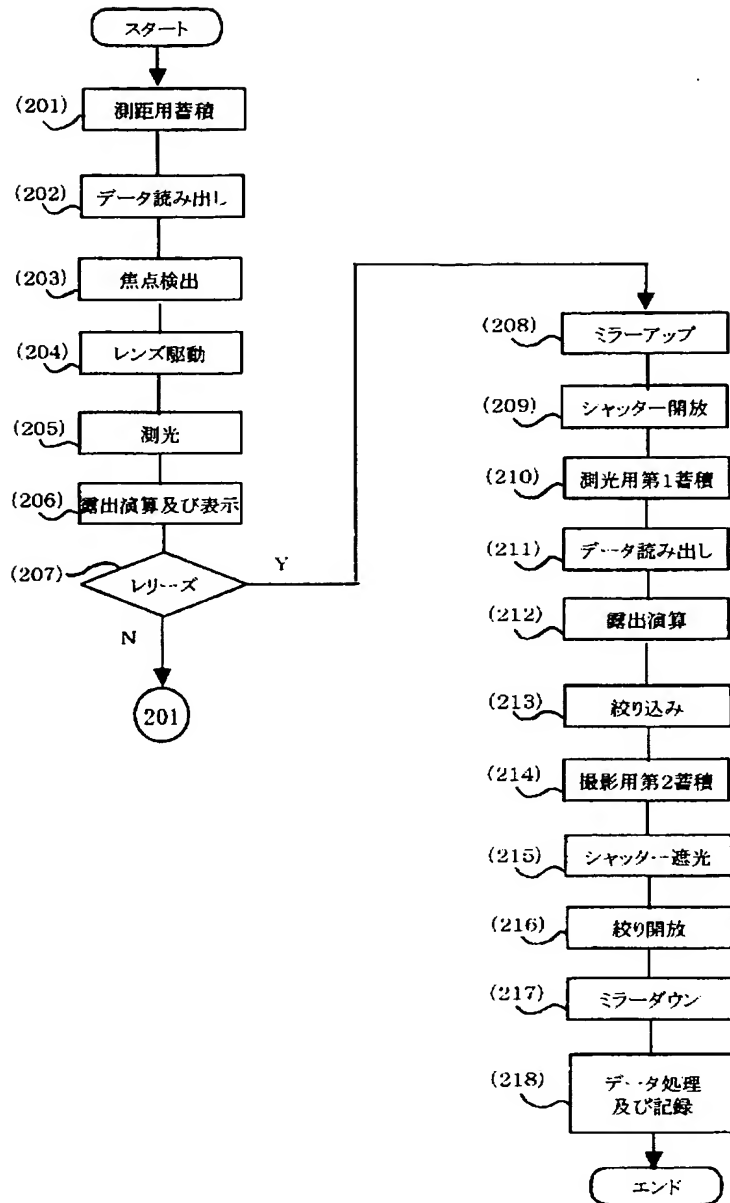 スタート
(201)
測距用蓄積
(202)
データ読み出し
(203)
焦点検出
(204)
レンズ駆動
(205)
測光
(206)
露出演算及び表示
(207)
レリーズ
Y
N
201
(208)
ミラーアップ
(209)
シャッター開放
(210)
測光用第1蓄積
(211)
データ読み出し
(212)
露出演算
(213)
絞り込み
(214)
撮影用第2蓄積
(215)
シャッター遮光
(216)
絞り開放
(217)
ミラーダウン
(218)
データ処理
及び記録
エンド